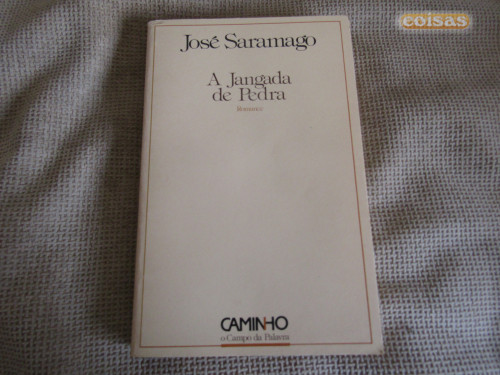 coisas
José Saramago
A Jangada
de Pedra
Romance
CAMINHO
o Campo da Palavra